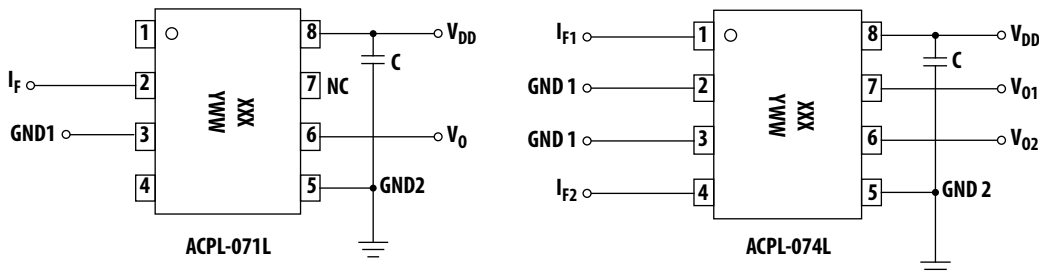 1
8
V_DD
C
I_F
2
7
NC
XXX
YWW
GND1
3
6
V_O
4
5
GND2
ACPL-071L
I_F1
1
8
V_DD
C
GND 1
2
7
V_O1
XXX
YWW
GND 1
3
6
V_O2
I_F2
4
5
GND 2
ACPL-074L